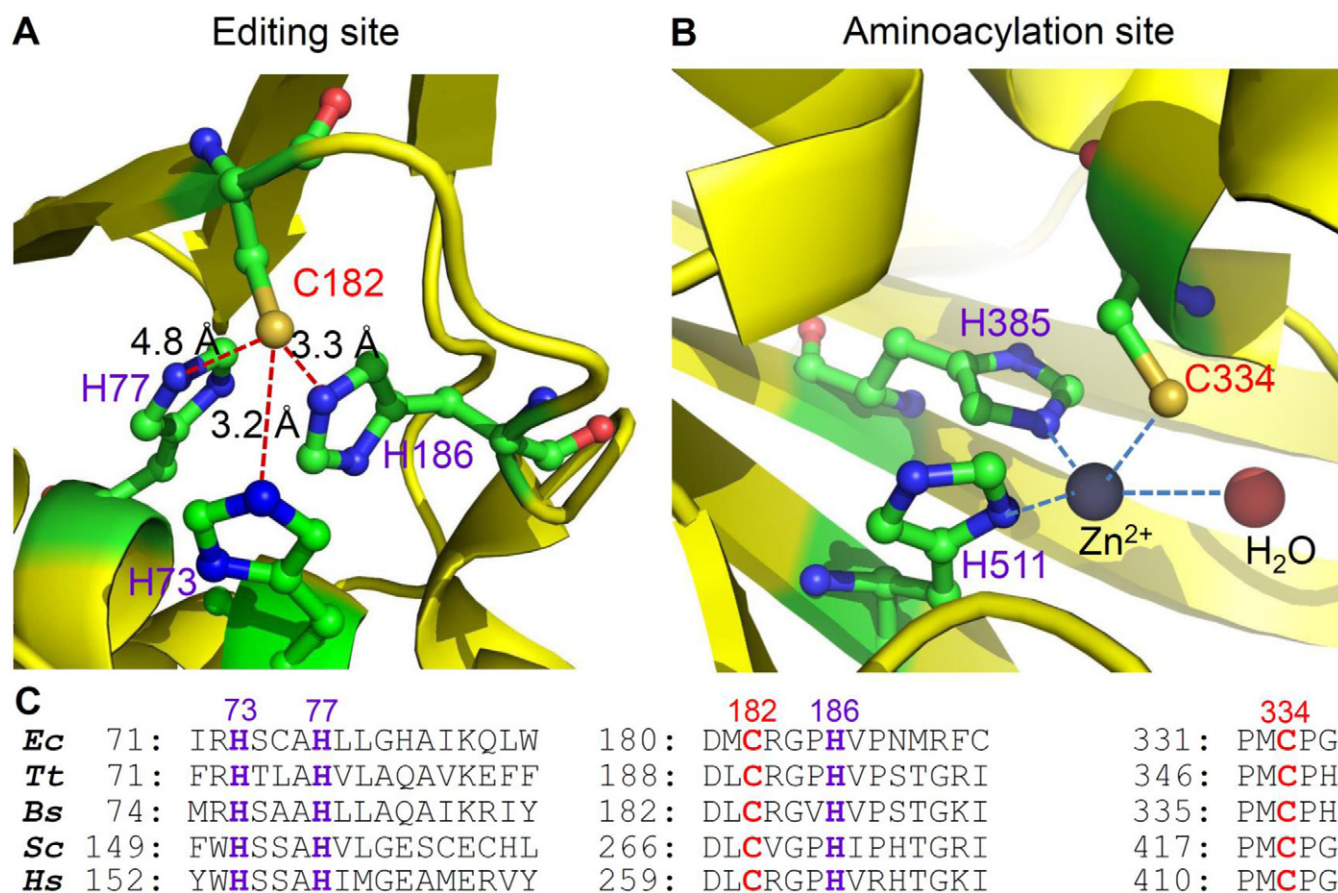 A Editing site
B Aminoacylation site
C182
4.8 Å
3.3 Å
H77
3.2 Å
H186
H73
H385
C334
H511
Zn²⁺
H₂O
C
73 77 182 186 334
Ec 71: IRHSCAHLLGHAIKQLW 180: DMCRGPHVPNMRFC 331: PMCPG
Tt 71: FRHTLAHVLAQAVKEFF 188: DLCRGPHVPSTGRI 346: PMCPH
Bs 74: MRHSAAHLLAQAIKRIY 182: DLCRGVHVPSTGKI 335: PMCPH
Sc 149: FWHSSAHVLGESCECHL 266: DLCVGPHIPHTGRI 417: PMCPG
Hs 152: YWHSSAHIMGEAMERVY 259: DLCRGPHVRHTGKI 410: PMCPG